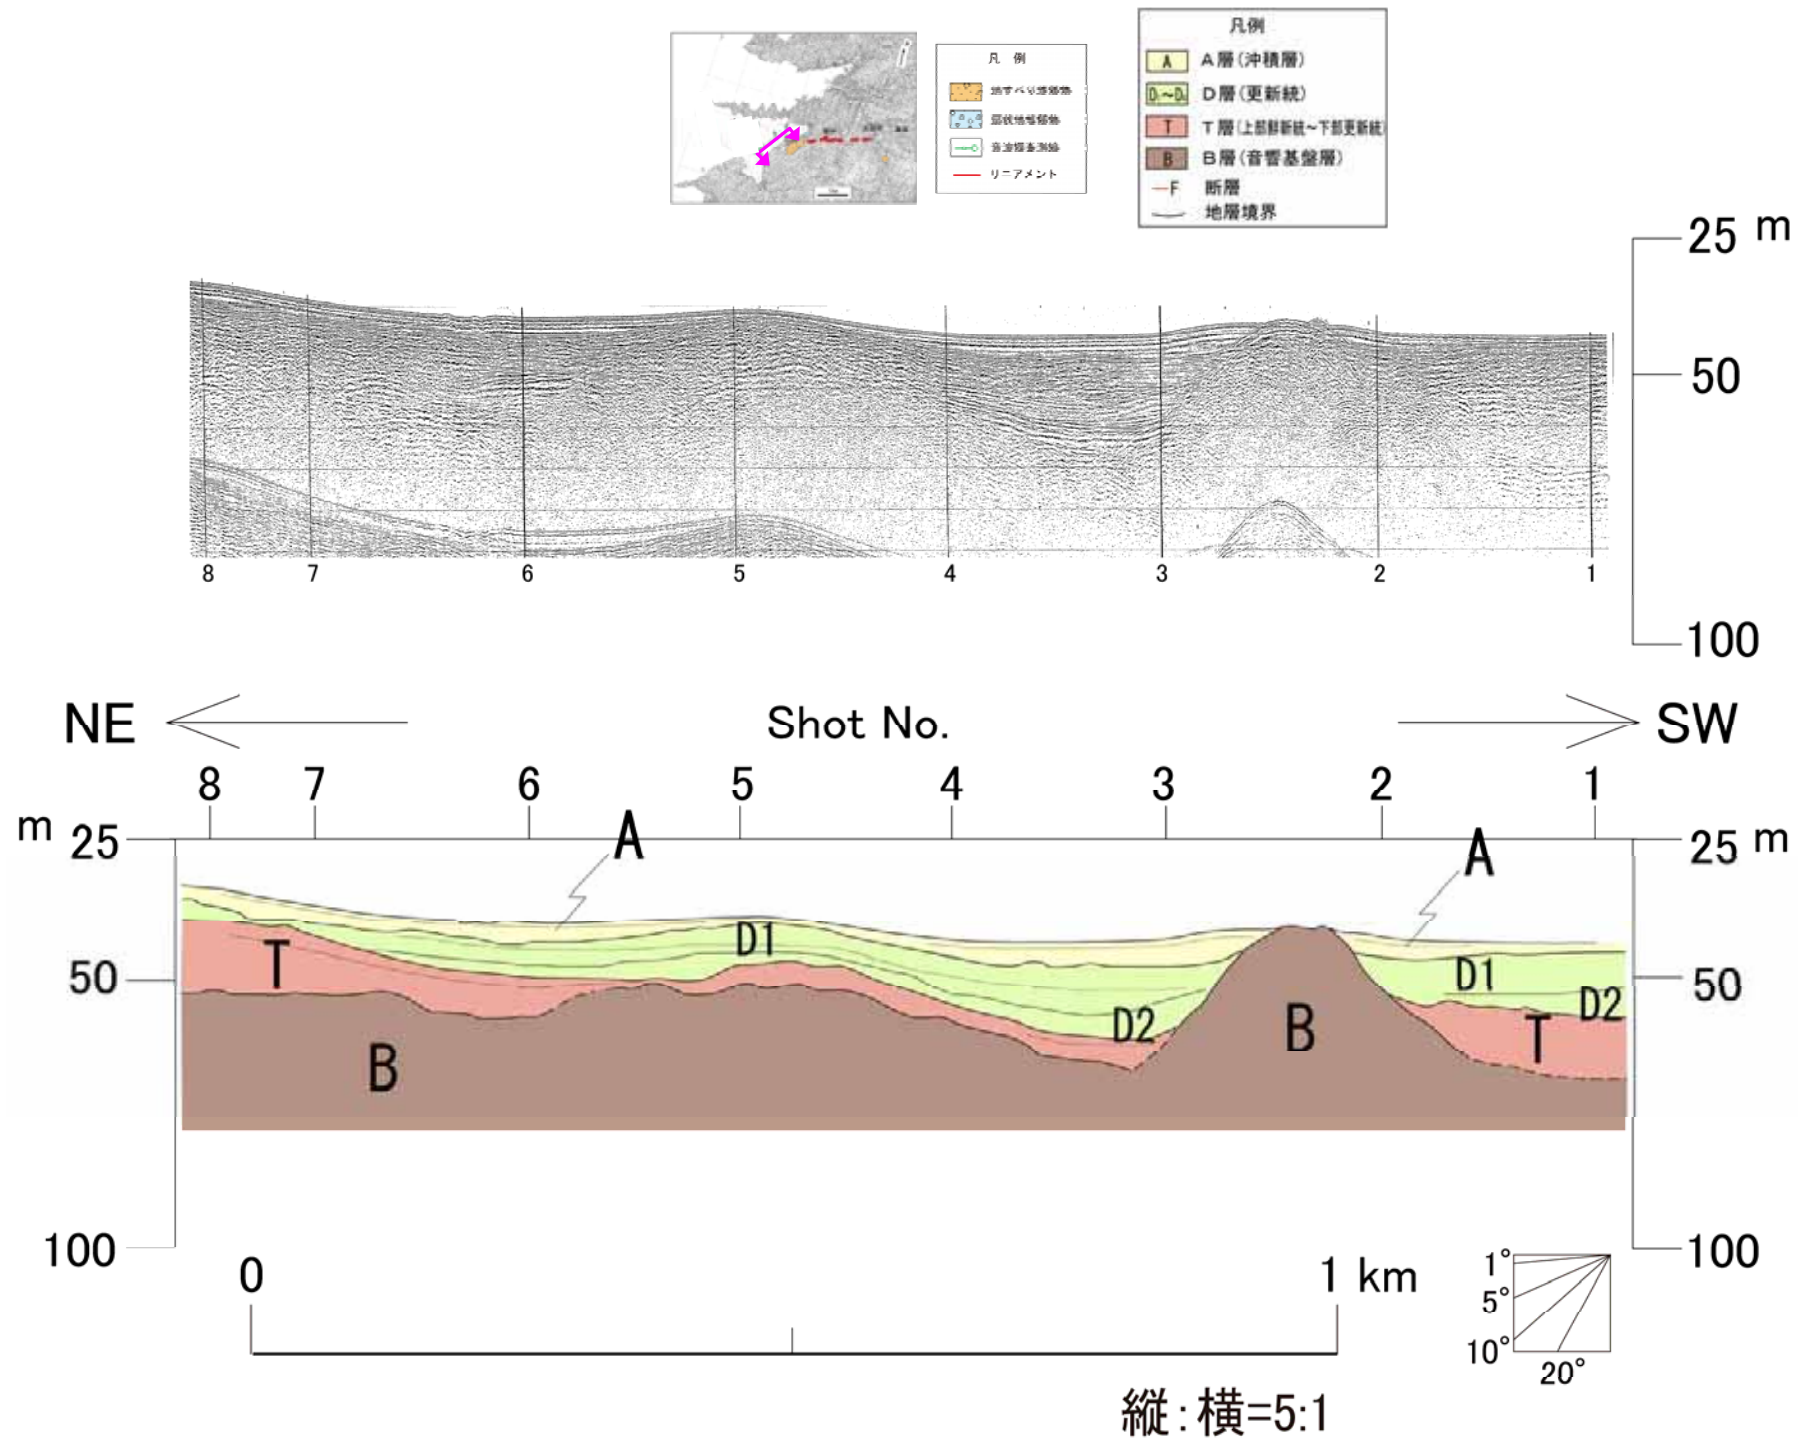 凡 例
リニアメント
凡例
A A層(沖積層)
D層(更新統)
T T層(上部鮮新統~下部更新統)
B B層(音響基盤層)
F 断層
地層境界
25 m
50
100
8 7 6 5 4 3 2 1
NE Shot No. SW
8 7 6 5 4 3 2 1
m 25 25 m
A A
D1
T 50 D1 50
D2 D2
B B T
100 100
0 1 km
1°
5°
10°
20°
縦:横=5:1